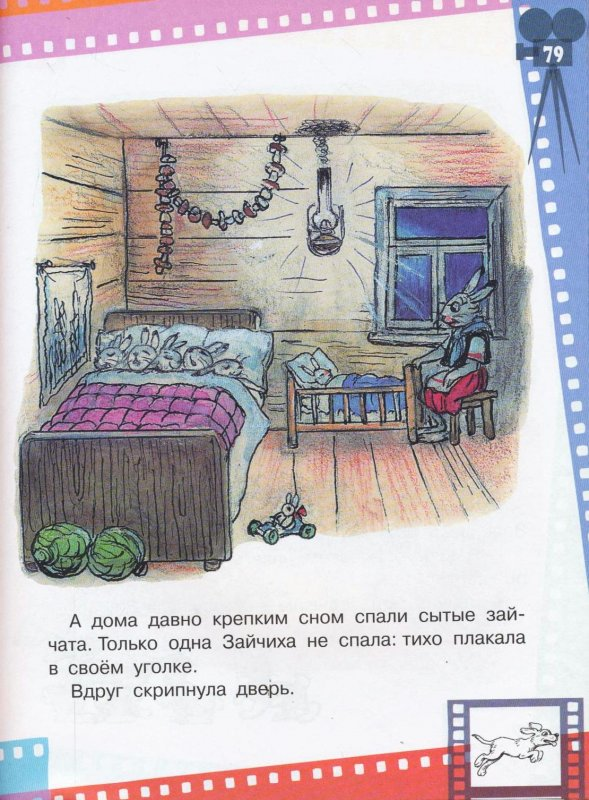 79
А дома давно крепким сном спали сытые зай-
чата. Только одна Зайчиха не спала: тихо плакала
в своём уголке.
Вдруг скрипнула дверь.